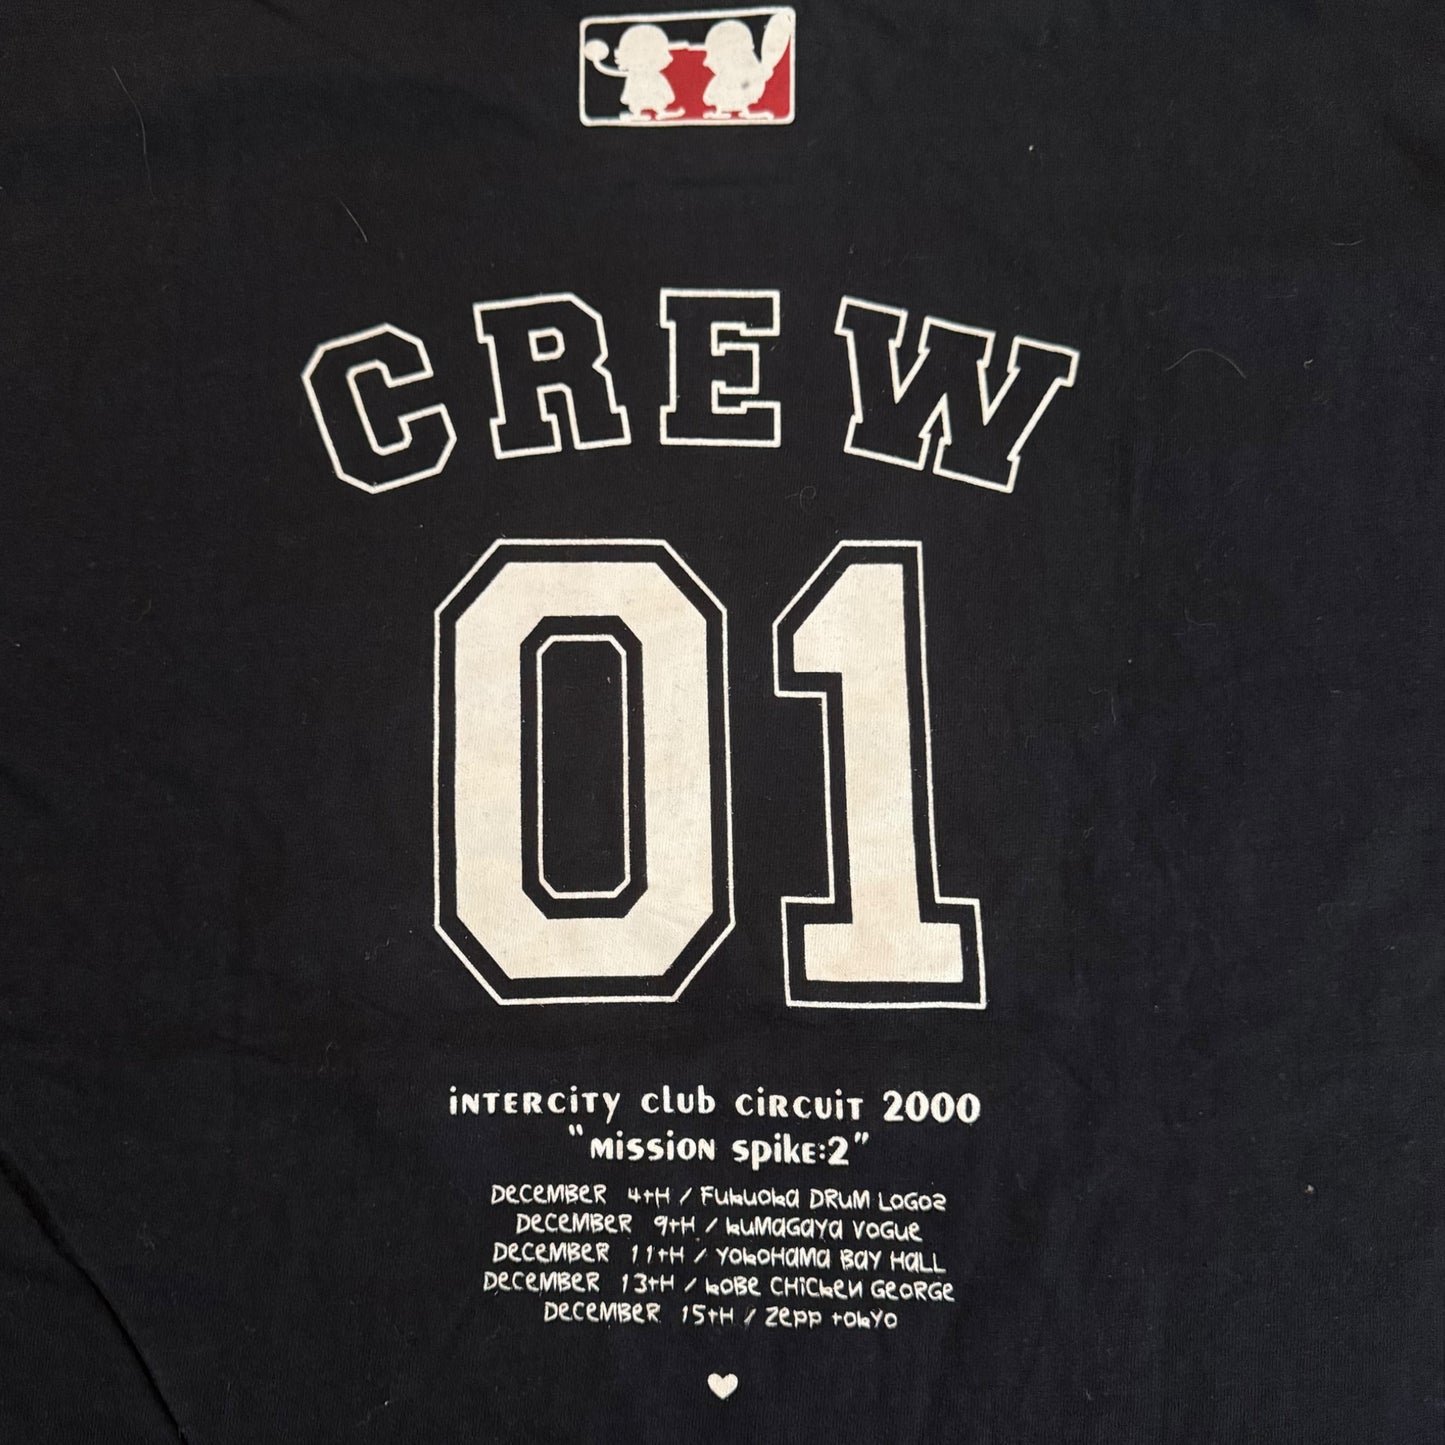 CREW
01
iNTERCiTy club CiRCUiT 2000
"MiSSiON SpikE:2"
DECEMBER 4tH / FukuokA DRUM LOGOS
DECEMBER 9tH / kuMAGAYA VOGUE
DECEMBER 11tH / YOkOHAMA BAY HALL
DECEMBER 13tH / kOBE CHiCkEN GEORGE
DECEMBER 15tH / ZEPP tOkYO